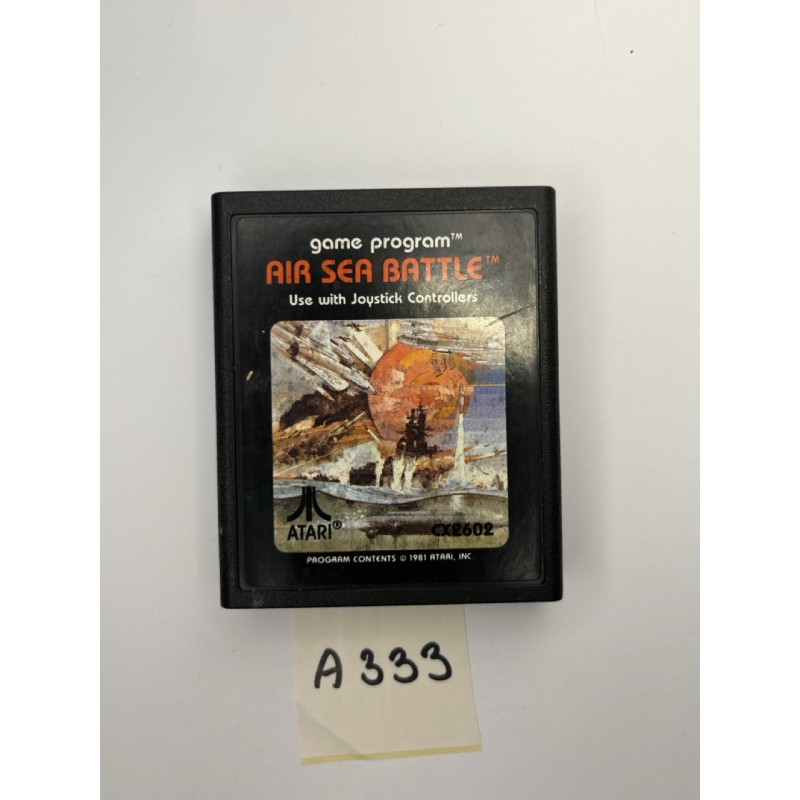 game program™
AIR SEA BATTLE™
Use with Joystick Controllers
ATARI®
CX2602
PROGRAM CONTENTS © 1981 ATARI, INC.
A333